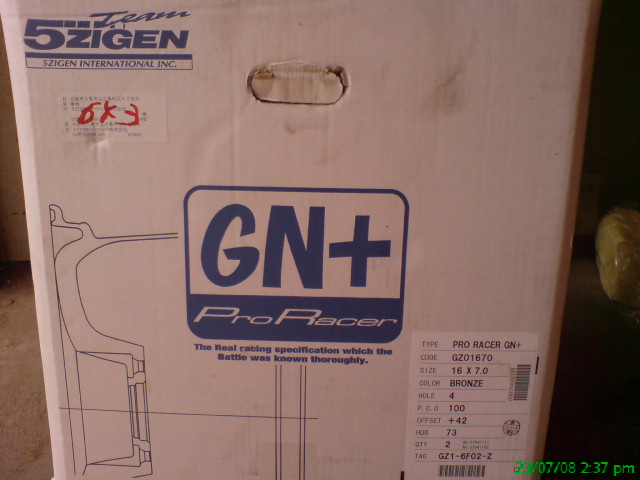 Team
5ZIGEN
5ZIGEN INTERNATIONAL INC.
6X3
GN+
Pro Racer
The Real racing specification which the
Battle was known thoroughly.
TYPE PRO RACER GN+
CODE GZ01670
SIZE 16 X 7.0
COLOR BRONZE
HOLE 4
P.C.D 100
OFFSET +42
HUB 73
QTY 2
TAG GZ1-6F02-Z
23/07/08 2:37 pm